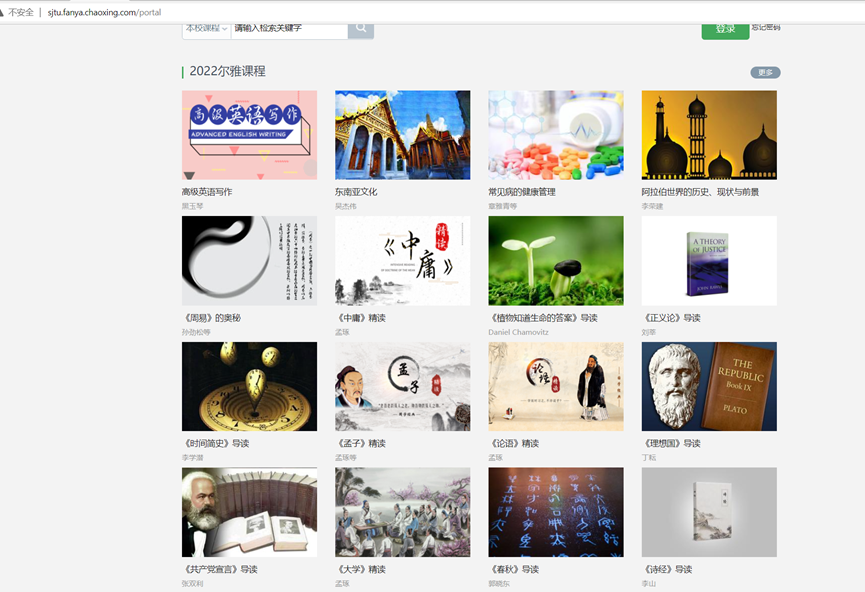 不安全 | sjtu.fanya.chaoxing.com/portal
本校课程 请输入检索关键字 登录 忘记密码
2022尔雅课程 更多
高级英语写作
ADVANCED ENGLISH WRITING
高级英语写作 东南亚文化 常见病的健康管理 阿拉伯世界的历史、现状与前景
黑玉琴 吴杰伟 章雅青等 李荣建
《中庸》
精读
A THEORY
OF JUSTICE
JOHN RAWLS
《周易》的奥秘 《中庸》精读 《植物知道生命的答案》导读 《正义论》导读
孙劲松等 孟琢 Daniel Chamovitz 刘莘
孟子
精读
论语
精读
THE
REPUBLIC
Book IX
PLATO
《时间简史》导读 《孟子》精读 《论语》精读 《理想国》导读
李学潜 孟琢等 孟琢 丁耘
《共产党宣言》导读 《大学》精读 《春秋》导读 《诗经》导读
张双利 孟琢 郭晓东 李山